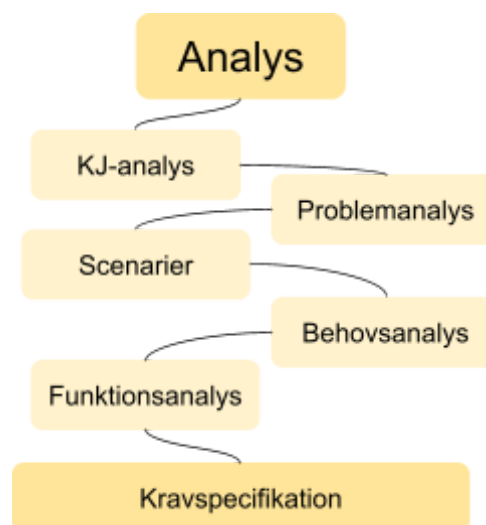 Analys
KJ-analys
Problemanalys
Scenarier
Behovsanalys
Funktionsanalys
Kravspecifikation